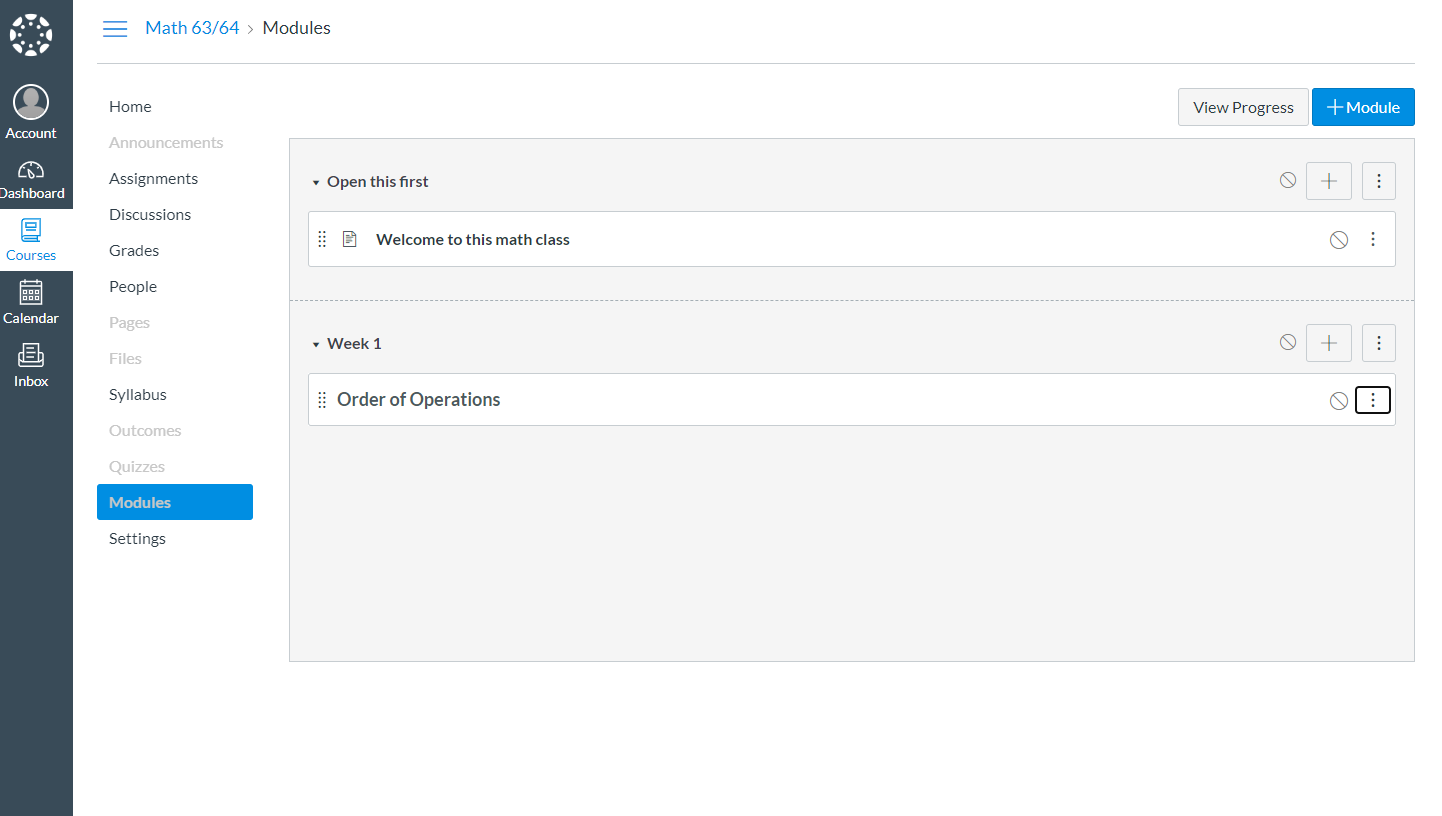 Math 63/64 › Modules
Account
Dashboard
Courses
Calendar
Inbox
Home
Announcements
Assignments
Discussions
Grades
People
Pages
Files
Syllabus
Outcomes
Quizzes
Modules
Settings
View Progress
+ Module
Open this first
Welcome to this math class
Week 1
Order of Operations